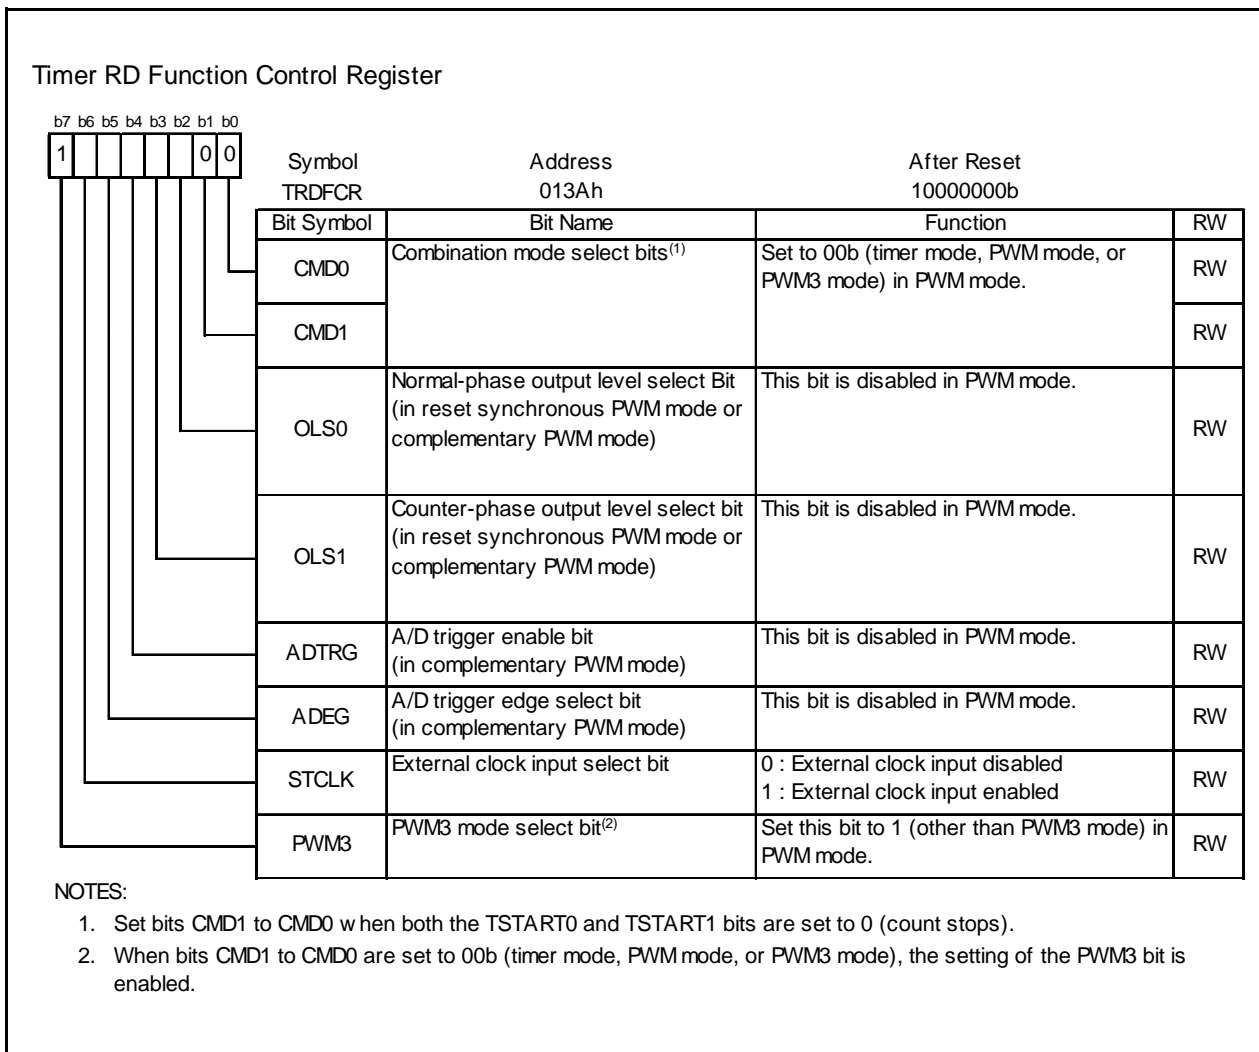 Timer RD Function Control Register
b7 b6 b5 b4 b3 b2 b1 b0
1 0 0
Symbol Address After Reset
TRDFCR 013Ah 10000000b
Bit Symbol Bit Name Function RW
CMD0 Combination mode select bits(1) Set to 00b (timer mode, PWM mode, or RW
PWM3 mode) in PWM mode.
CMD1 RW
Normal-phase output level select Bit This bit is disabled in PWM mode.
(in reset synchronous PWM mode or
OLS0 complementary PWM mode) RW
Counter-phase output level select bit This bit is disabled in PWM mode.
(in reset synchronous PWM mode or
OLS1 complementary PWM mode) RW
ADTRG A/D trigger enable bit This bit is disabled in PWM mode. RW
(in complementary PWM mode)
ADEG A/D trigger edge select bit This bit is disabled in PWM mode. RW
(in complementary PWM mode)
STCLK External clock input select bit 0 : External clock input disabled RW
1 : External clock input enabled
PWM3 PWM3 mode select bit(2) Set this bit to 1 (other than PWM3 mode) in RW
PWM mode.
NOTES:
1. Set bits CMD1 to CMD0 when both the TSTART0 and TSTART1 bits are set to 0 (count stops).
2. When bits CMD1 to CMD0 are set to 00b (timer mode, PWM mode, or PWM3 mode), the setting of the PWM3 bit is
enabled.